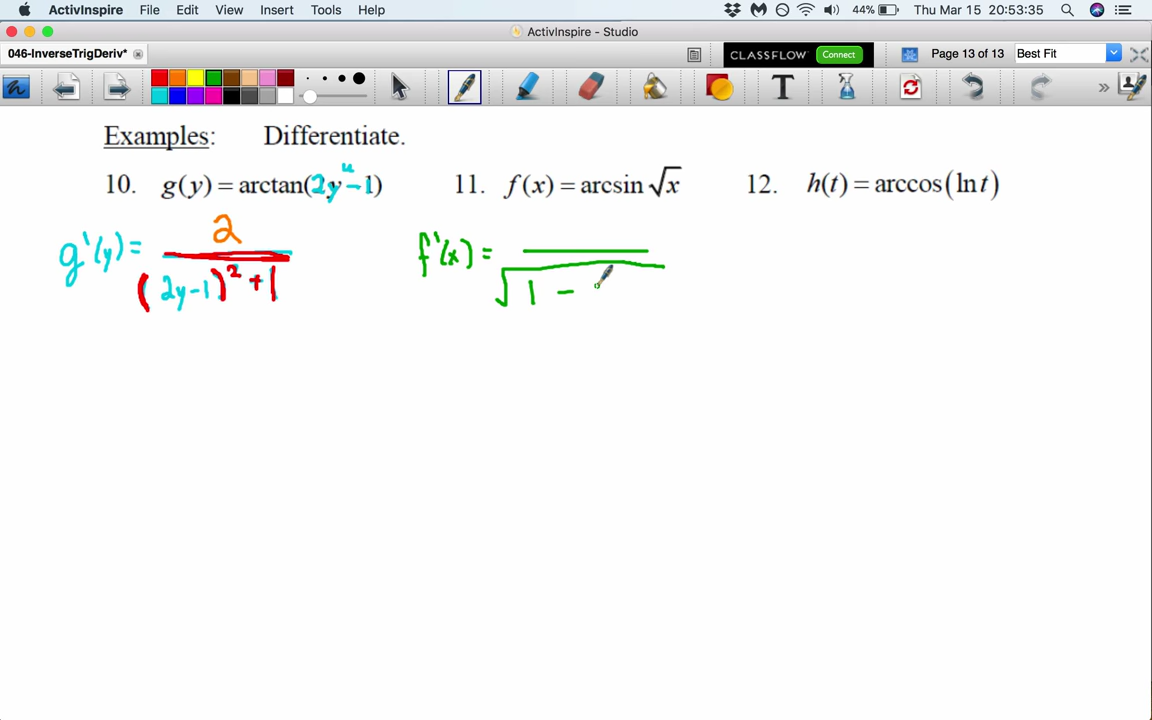 ActivInspire File Edit View Insert Tools Help 44% Thu Mar 15 20:53:35
ActivInspire - Studio
046-InverseTrigDeriv* CLASSFLOW Connect Page 13 of 13 Best Fit
T »
Examples: Differentiate.
10. g(y) = arctan(2y - 1) u 11. f(x) = arcsin √x 12. h(t) = arccos(ln t)
g'(y) = 2 / (2y-1)² + 1 f'(x) = √1 -